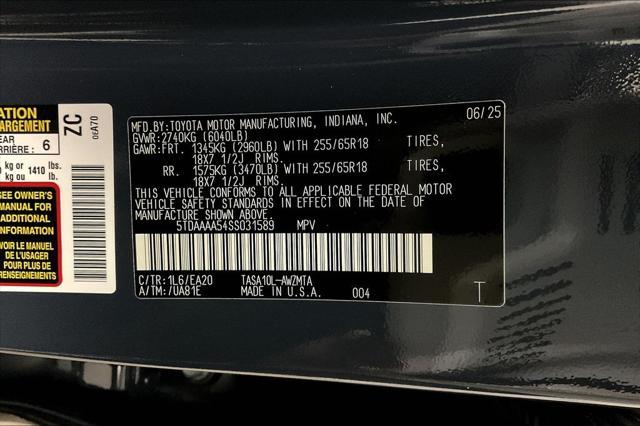 ATION
ARGEMENT
EAR
RRIÈRE: 6
kg or 1410 lbs.
kg ou lb.
SEE OWNER'S
MANUAL FOR
ADDITIONAL
INFORMATION
VOIR LE MANUEL
DE L'USAGER
POUR PLUS DE
RENSEIGNEMENTS
ZC
0EA70
MFD.BY:TOYOTA MOTOR MANUFACTURING, INDIANA, INC. 06/25
GVWR:2740KG (6040LB)
GAWR:FRT. 1345KG (2960LB) WITH 255/65R18 TIRES,
18X7 1/2J RIMS.
RR. 1575KG (3470LB) WITH 255/65R18 TIRES,
18X7 1/2J RIMS.
THIS VEHICLE CONFORMS TO ALL APPLICABLE FEDERAL MOTOR
VEHICLE SAFETY STANDARDS IN EFFECT ON THE DATE OF
MANUFACTURE SHOWN ABOVE.
5TDAAAA54SS031589 MPV
C/TR:1L6/EA20 TASA10L-AWZMTA
A/TM:/UA81E MADE IN U.S.A. 004 T